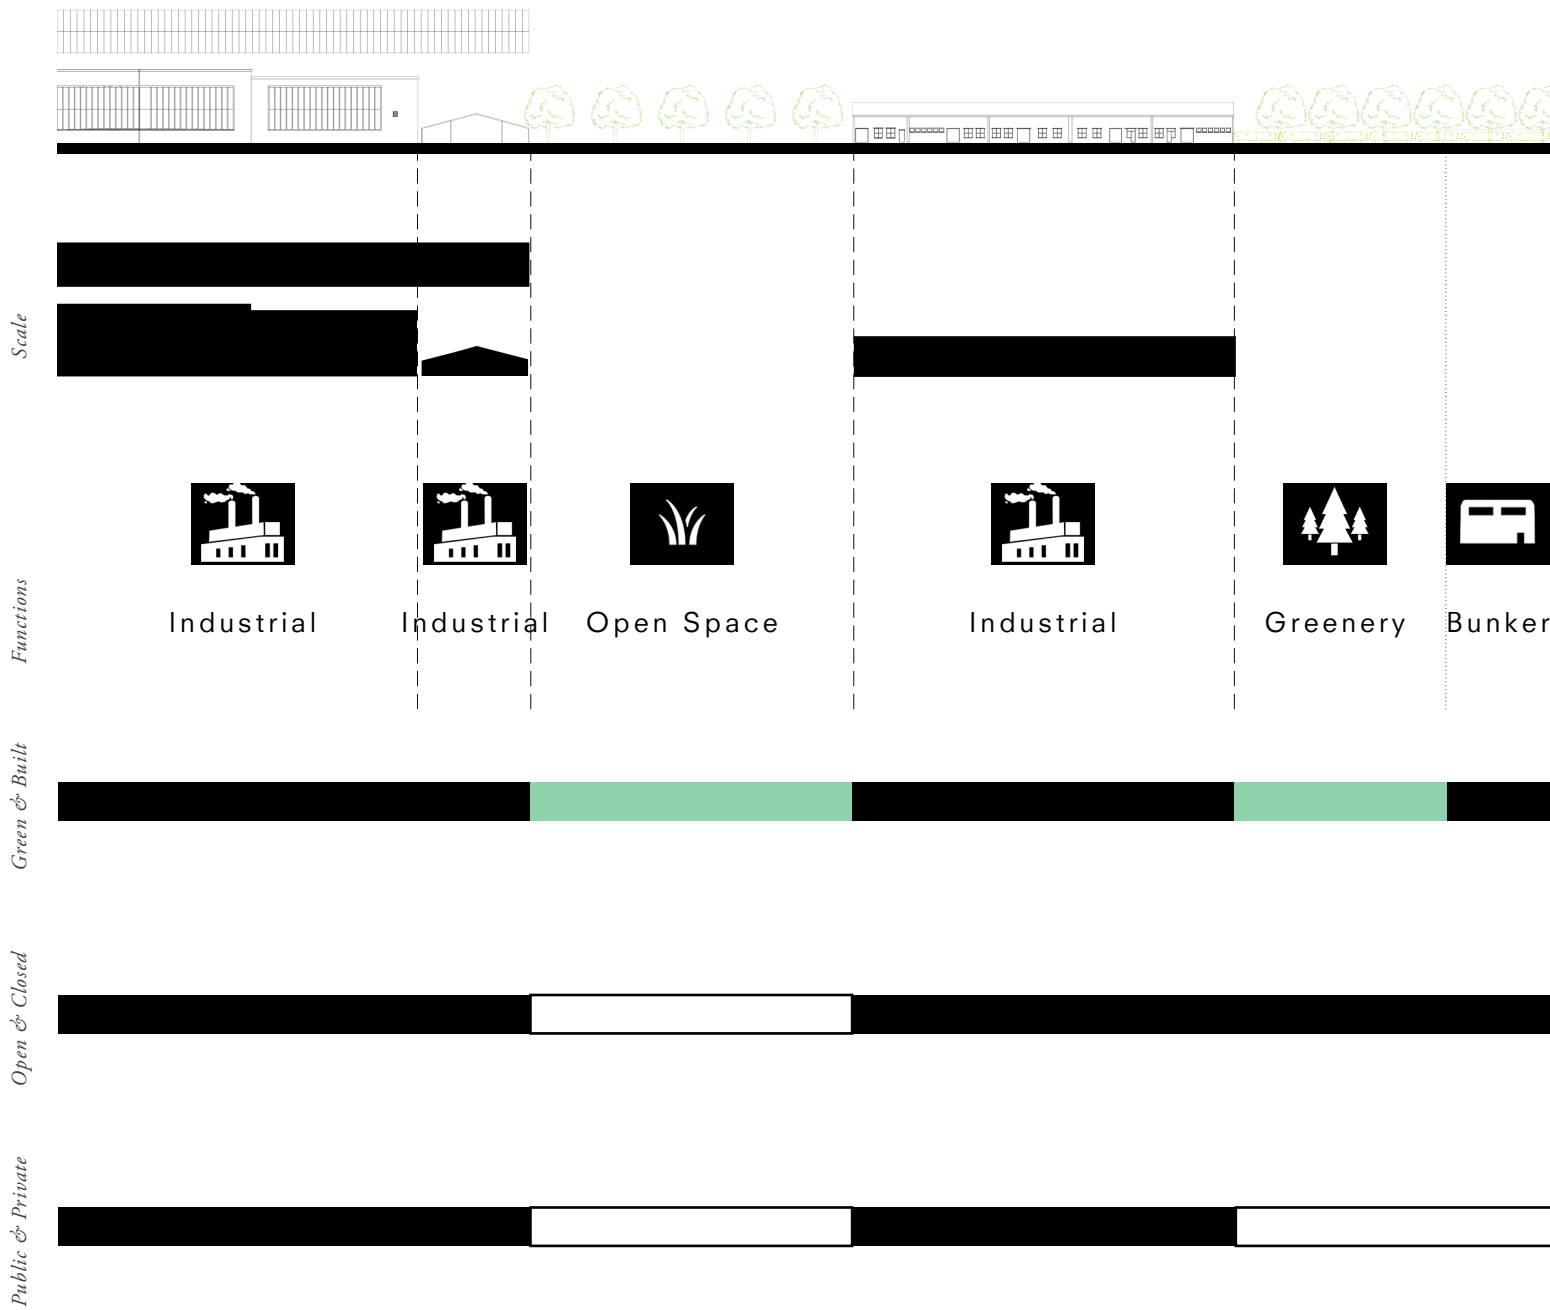 Scale
Industrial
Industrial
Open Space
Industrial
Greenery
Bunker
Functions
Green & Built
Open & Closed
Public & Private